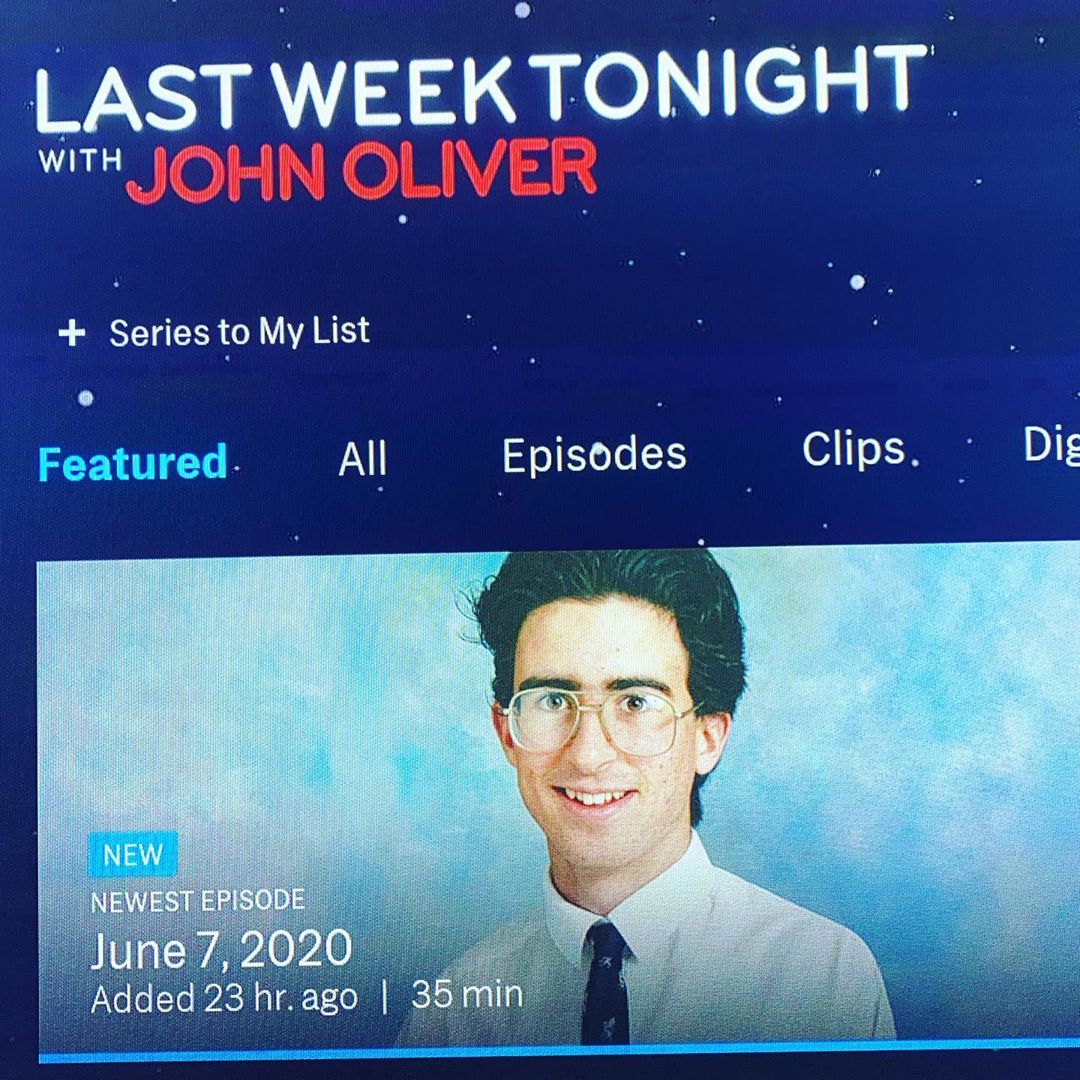 LAST WEEK TONIGHT
WITH JOHN OLIVER
+ Series to My List
Featured All Episodes Clips Dig
NEW
NEWEST EPISODE
June 7, 2020
Added 23 hr. ago | 35 min